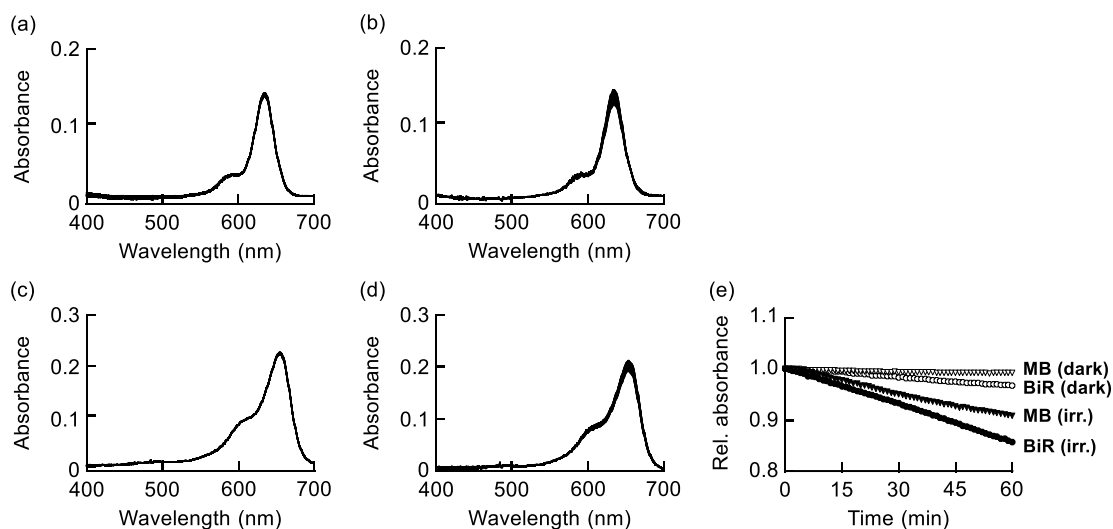 (a)
0.2
0.1
0
Absorbance
400 500 600 700
Wavelength (nm)
(b)
0.2
0.1
0
Absorbance
400 500 600 700
Wavelength (nm)
(c)
0.3
0.2
0.1
0
Absorbance
400 500 600 700
Wavelength (nm)
(d)
0.3
0.2
0.1
0
Absorbance
400 500 600 700
Wavelength (nm)
(e)
1.1
1.0
0.9
0.8
Rel. absorbance
MB (dark)
BiR (dark)
MB (irr.)
BiR (irr.)
0 15 30 45 60
Time (min)